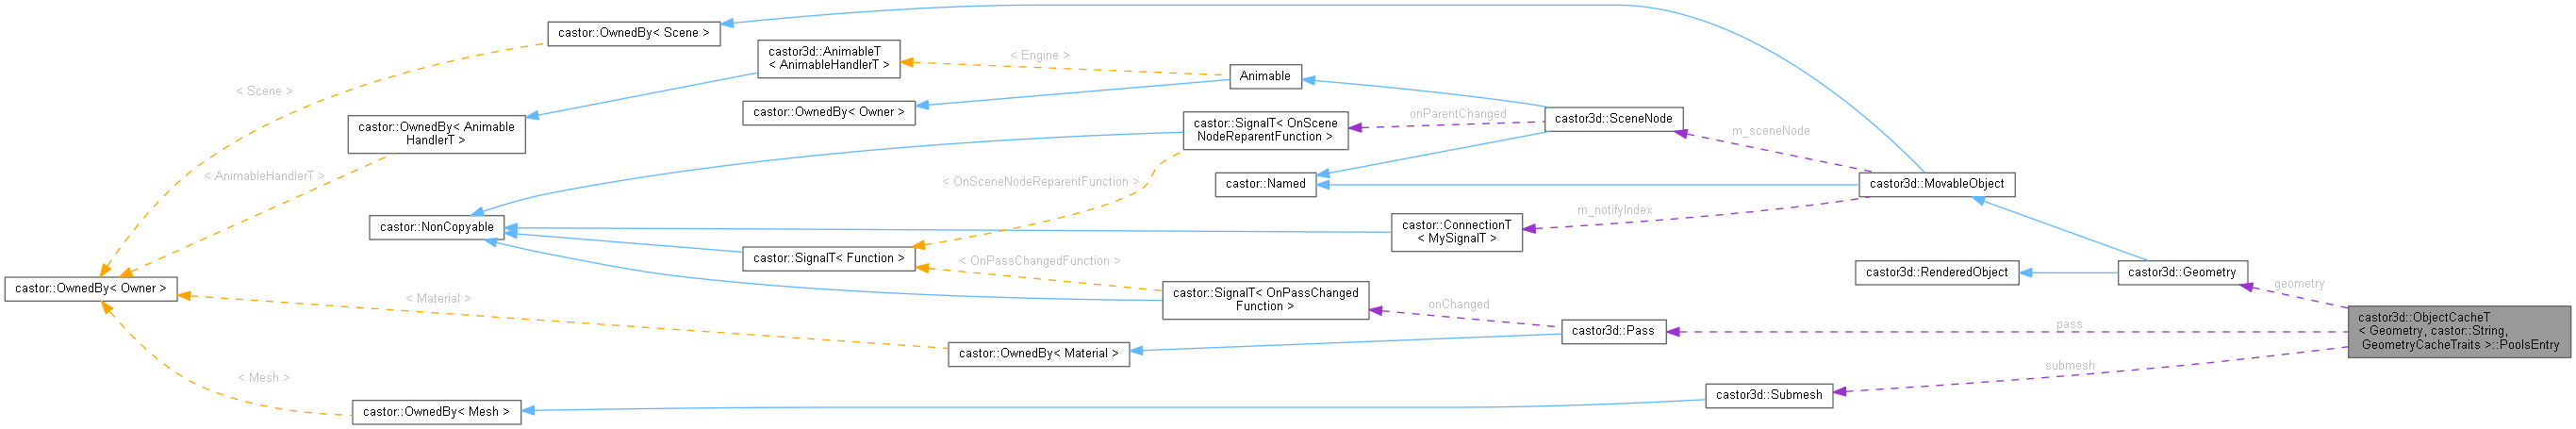 castor::OwnedBy< Scene >
castor3d::AnimableT
< AnimableHandlerT >
< Engine >
Animable
< Scene >
castor::OwnedBy< Owner >
castor::OwnedBy< Animable
HandlerT >
castor::SignalT< OnScene
NodeReparentFunction >
onParentChanged
castor3d::SceneNode
m_sceneNode
< AnimableHandlerT >
< OnSceneNodeReparentFunction >
castor::Named
castor3d::MovableObject
castor::NonCopyable
m_notifyIndex
castor::ConnectionT
< MySignalT >
castor::SignalT< Function >
< OnPassChangedFunction >
castor3d::RenderedObject
castor3d::Geometry
geometry
castor::OwnedBy< Owner >
< Material >
castor::SignalT< OnPassChanged
Function >
onChanged
castor3d::Pass
pass
castor3d::ObjectCacheT
< Geometry, castor::String,
GeometryCacheTraits >::PoolsEntry
castor::OwnedBy< Material >
submesh
< Mesh >
castor3d::Submesh
castor::OwnedBy< Mesh >